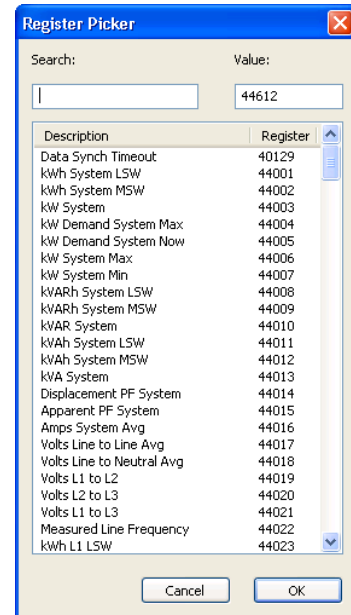 Register Picker
Search: Value:
44612
Description Register
Data Synch Timeout 40129
kWh System LSW 44001
kWh System MSW 44002
kW System 44003
kW Demand System Max 44004
kW Demand System Now 44005
kW System Max 44006
kW System Min 44007
kVARh System LSW 44008
kVARh System MSW 44009
kVAR System 44010
kVAh System LSW 44011
kVAh System MSW 44012
kVA System 44013
Displacement PF System 44014
Apparent PF System 44015
Amps System Avg 44016
Volts Line to Line Avg 44017
Volts Line to Neutral Avg 44018
Volts L1 to L2 44019
Volts L2 to L3 44020
Volts L1 to L3 44021
Measured Line Frequency 44022
kWh L1 LSW 44023
Cancel OK